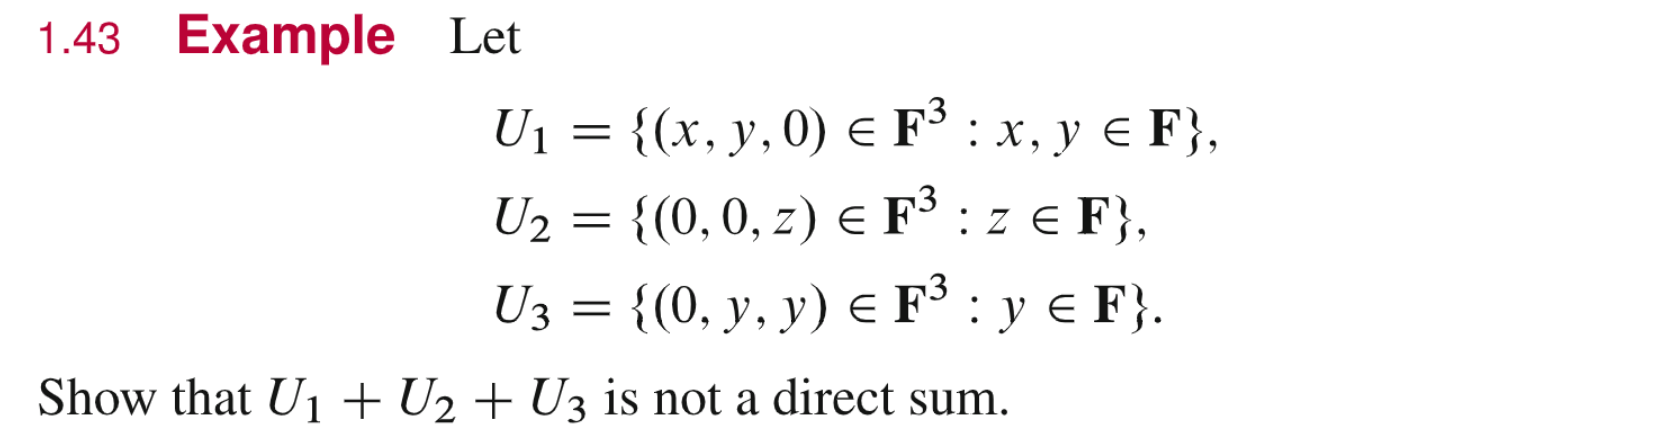 1.43 Example Let
U₁ = {(x, y, 0) ∈ F³ : x, y ∈ F},
U₂ = {(0, 0, z) ∈ F³ : z ∈ F},
U₃ = {(0, y, y) ∈ F³ : y ∈ F}.
Show that U₁ + U₂ + U₃ is not a direct sum.